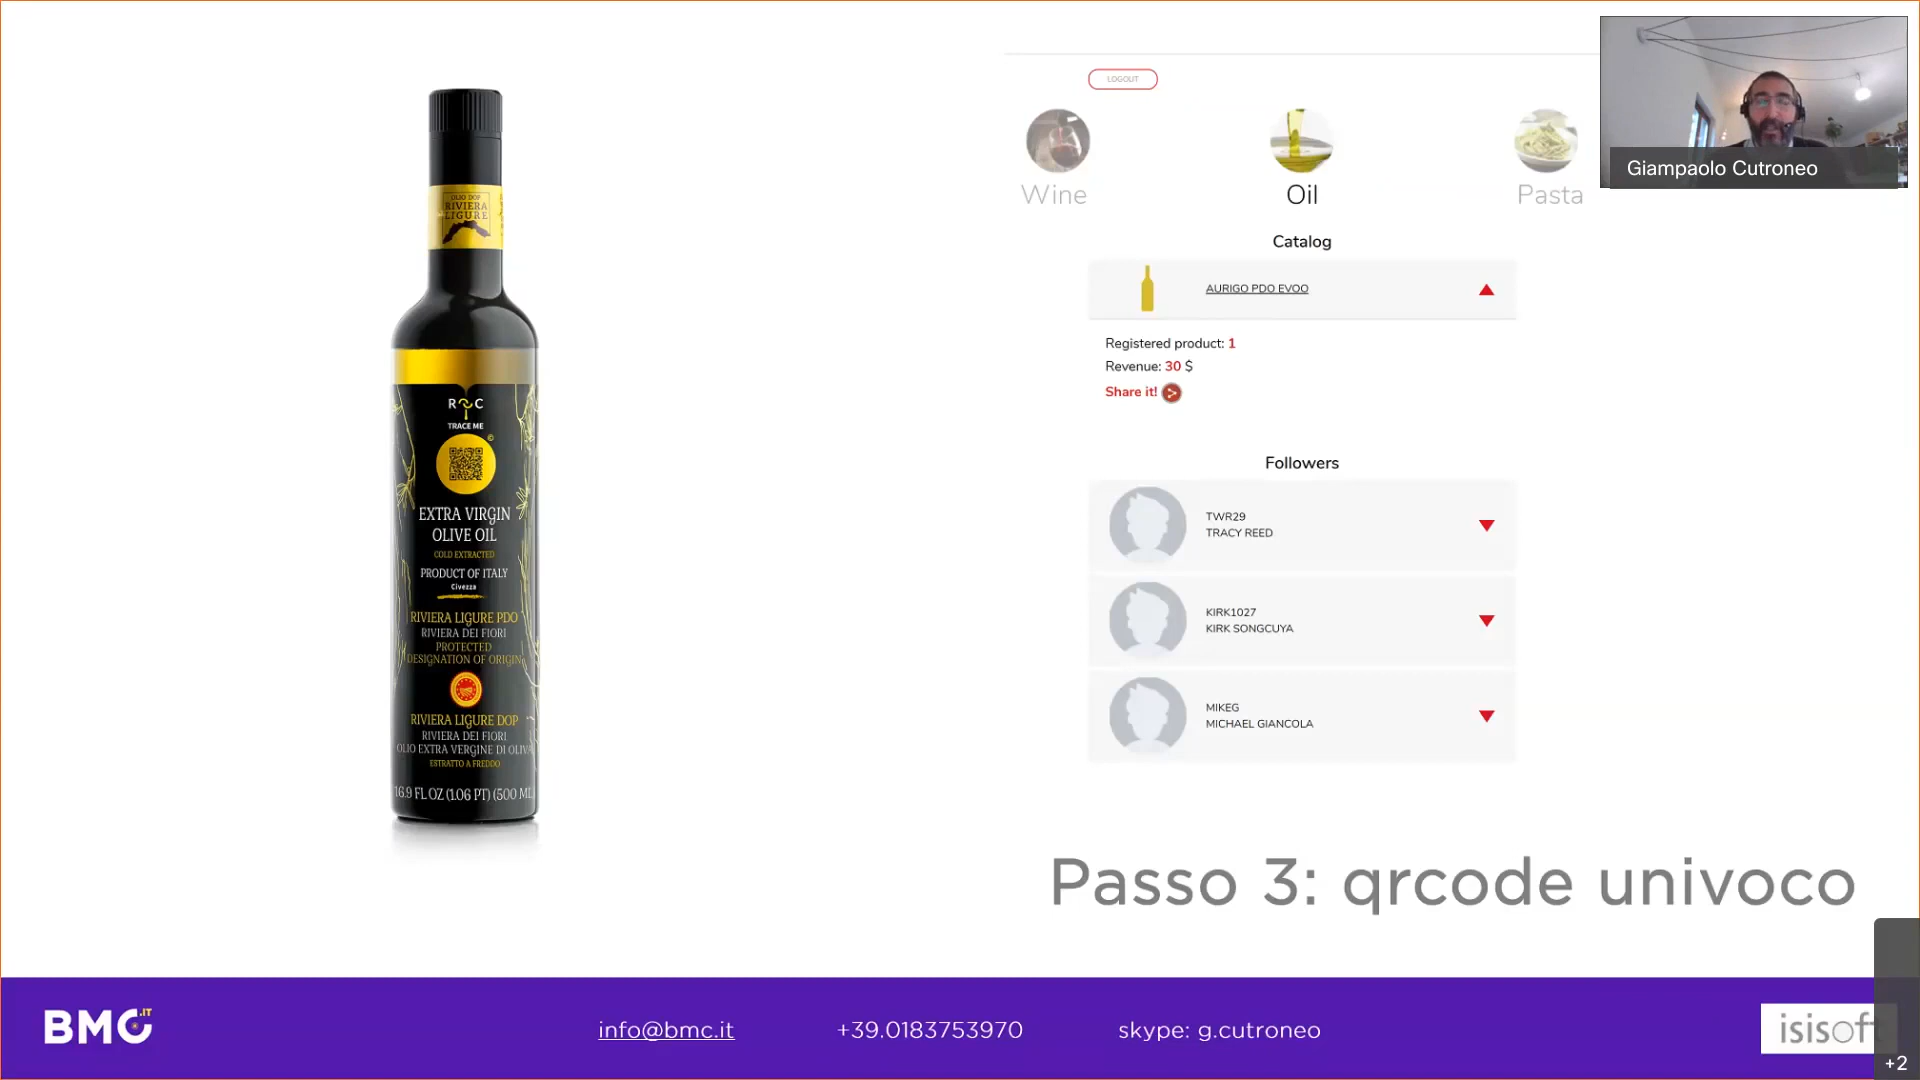 OLIO DOP
RIVIERA
LIGURE
R C
TRACE ME
©
EXTRA VIRGIN
OLIVE OIL
COLD EXTRACTED
PRODUCT OF ITALY
Civezza
RIVIERA LIGURE PDO
RIVIERA DEI FIORI
PROTECTED
DESIGNATION OF ORIGIN
RIVIERA LIGURE DOP
RIVIERA DEI FIORI
OLIO EXTRA VERGINE DI OLIVA
ESTRATTO A FREDDO
16.9 FL OZ (1.06 PT) (500 ML
LOGOUT
Wine
Oil
Pasta
Giampaolo Cutroneo
Catalog
AURIGO PDO EVOO
Registered product: 1
Revenue: 30 $
Share it!
Followers
TWR29
TRACY REED
KIRK1027
KIRK SONGCUYA
MIKEG
MICHAEL GIANCOLA
Passo 3: qrcode univoco
BMC.IT
info@bmc.it
+39.0183753970
skype: g.cutroneo
isisoft
+2